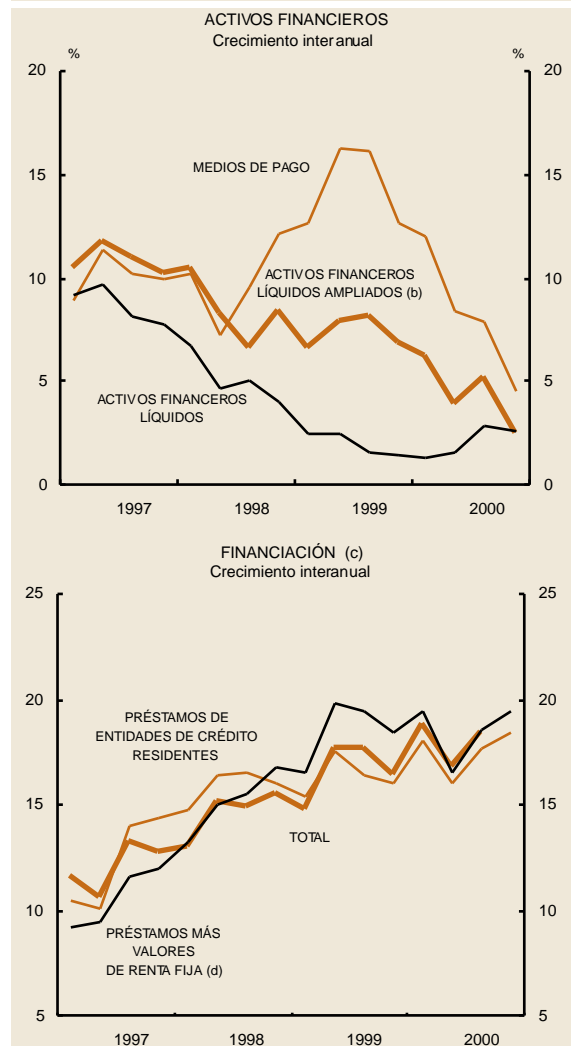 ACTIVOS FINANCIEROS
Crecimiento interanual
% %
20 20
15 15
MEDIOS DE PAGO
10 10
ACTIVOS FINANCEROS
LÍQUIDOS AMPLIADOS (b)
5 5
ACTIVOS FINANCEROS
LÍQUIDOS
0 0
1997 1998 1999 2000
FINANCIACIÓN (c)
Crecimiento interanual
25 25
20 20
PRÉSTAMOS DE
ENTIDADES DE CRÉDITO
RESIDENTES
15 15
TOTAL
10 10
PRÉSTAMOS MÁS
VALORES
DE RENTA FIJA (d)
5 5
1997 1998 1999 2000